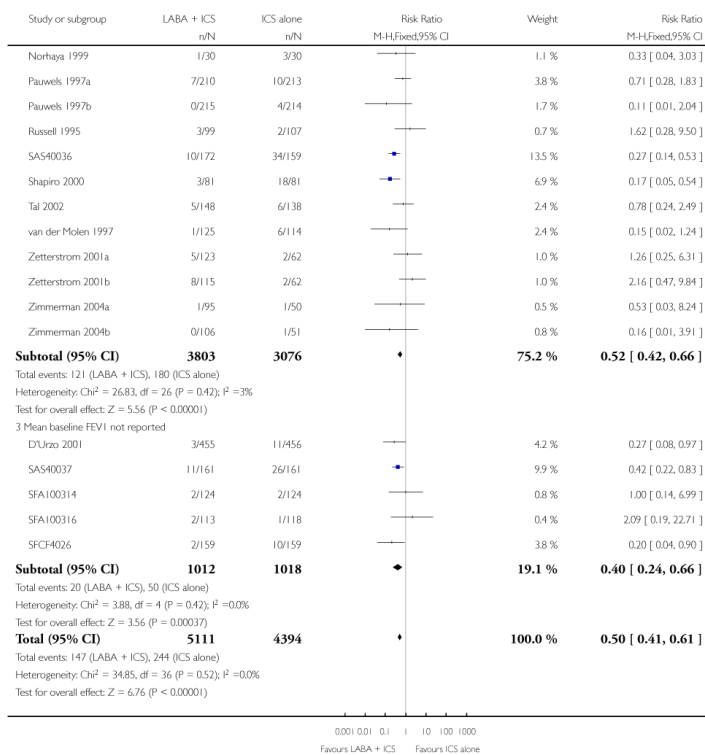 Study or subgroup LABA + ICS ICS alone Risk Ratio Weight Risk Ratio
n/N n/N M-H,Fixed,95% CI M-H,Fixed,95% CI
Norhaya 1999 1/30 3/30 1.1 % 0.33 [ 0.04, 3.03 ]
Pauwels 1997a 7/210 10/213 3.8 % 0.71 [ 0.28, 1.83 ]
Pauwels 1997b 0/215 4/214 1.7 % 0.11 [ 0.01, 2.04 ]
Russell 1995 3/99 2/107 0.7 % 1.62 [ 0.28, 9.50 ]
SAS40036 10/172 34/159 13.5 % 0.27 [ 0.14, 0.53 ]
Shapiro 2000 3/81 18/81 6.9 % 0.17 [ 0.05, 0.54 ]
Tal 2002 5/148 6/138 2.4 % 0.78 [ 0.24, 2.49 ]
van der Molen 1997 1/125 6/114 2.4 % 0.15 [ 0.02, 1.24 ]
Zetterstrom 2001a 5/123 2/62 1.0 % 1.26 [ 0.25, 6.31 ]
Zetterstrom 2001b 8/115 2/62 1.0 % 2.16 [ 0.47, 9.84 ]
Zimmerman 2004a 1/95 1/50 0.5 % 0.53 [ 0.03, 8.24 ]
Zimmerman 2004b 0/106 1/51 0.8 % 0.16 [ 0.01, 3.91 ]
Subtotal (95% CI) 3803 3076 75.2 % 0.52 [ 0.42, 0.66 ]
Total events: 121 (LABA + ICS), 180 (ICS alone)
Heterogeneity: Chi² = 26.83, df = 26 (P = 0.42); I² =3%
Test for overall effect: Z = 5.56 (P < 0.00001)
3 Mean baseline FEV1 not reported
D'Urzo 2001 3/455 11/456 4.2 % 0.27 [ 0.08, 0.97 ]
SAS40037 11/161 26/161 9.9 % 0.42 [ 0.22, 0.83 ]
SFA100314 2/124 2/124 0.8 % 1.00 [ 0.14, 6.99 ]
SFA100316 2/113 1/118 0.4 % 2.09 [ 0.19, 22.71 ]
SFCF4026 2/159 10/159 3.8 % 0.20 [ 0.04, 0.90 ]
Subtotal (95% CI) 1012 1018 19.1 % 0.40 [ 0.24, 0.66 ]
Total events: 20 (LABA + ICS), 50 (ICS alone)
Heterogeneity: Chi² = 3.88, df = 4 (P = 0.42); I² =0.0%
Test for overall effect: Z = 3.56 (P = 0.00037)
Total (95% CI) 5111 4394 100.0 % 0.50 [ 0.41, 0.61 ]
Total events: 147 (LABA + ICS), 244 (ICS alone)
Heterogeneity: Chi² = 34.85, df = 36 (P = 0.52); I² =0.0%
Test for overall effect: Z = 6.76 (P < 0.00001)
0.001 0.01 0.1 1 10 100 1000
Favours LABA + ICS Favours ICS alone